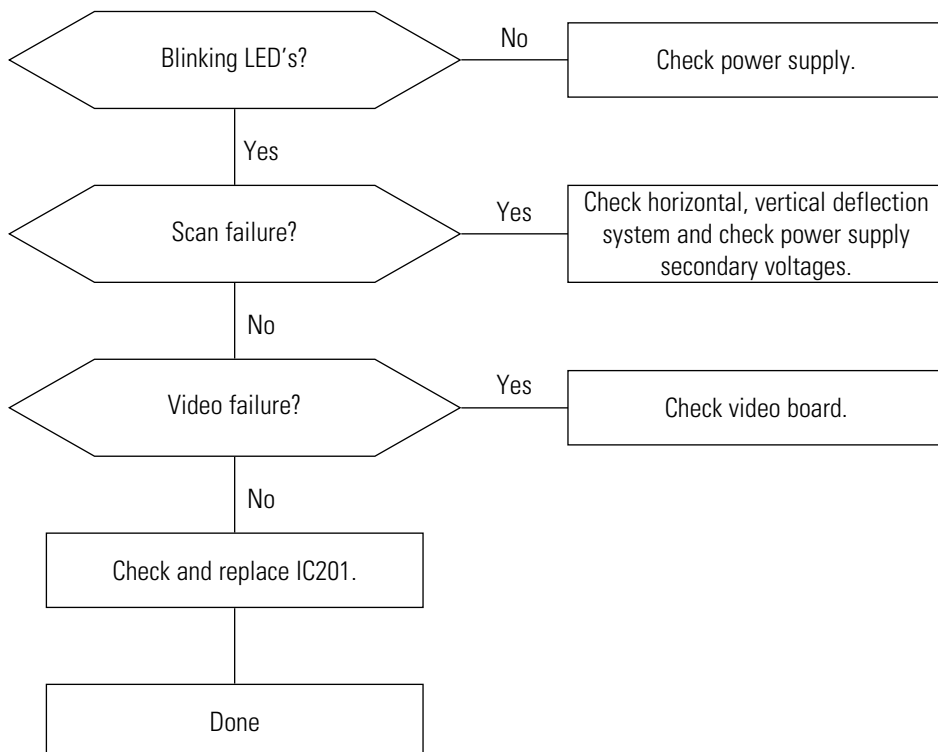 Blinking LED's?
No
Check power supply.
Yes
Scan failure?
Yes
Check horizontal, vertical deflection
system and check power supply
secondary voltages.
No
Video failure?
Yes
Check video board.
No
Check and replace IC201.
Done